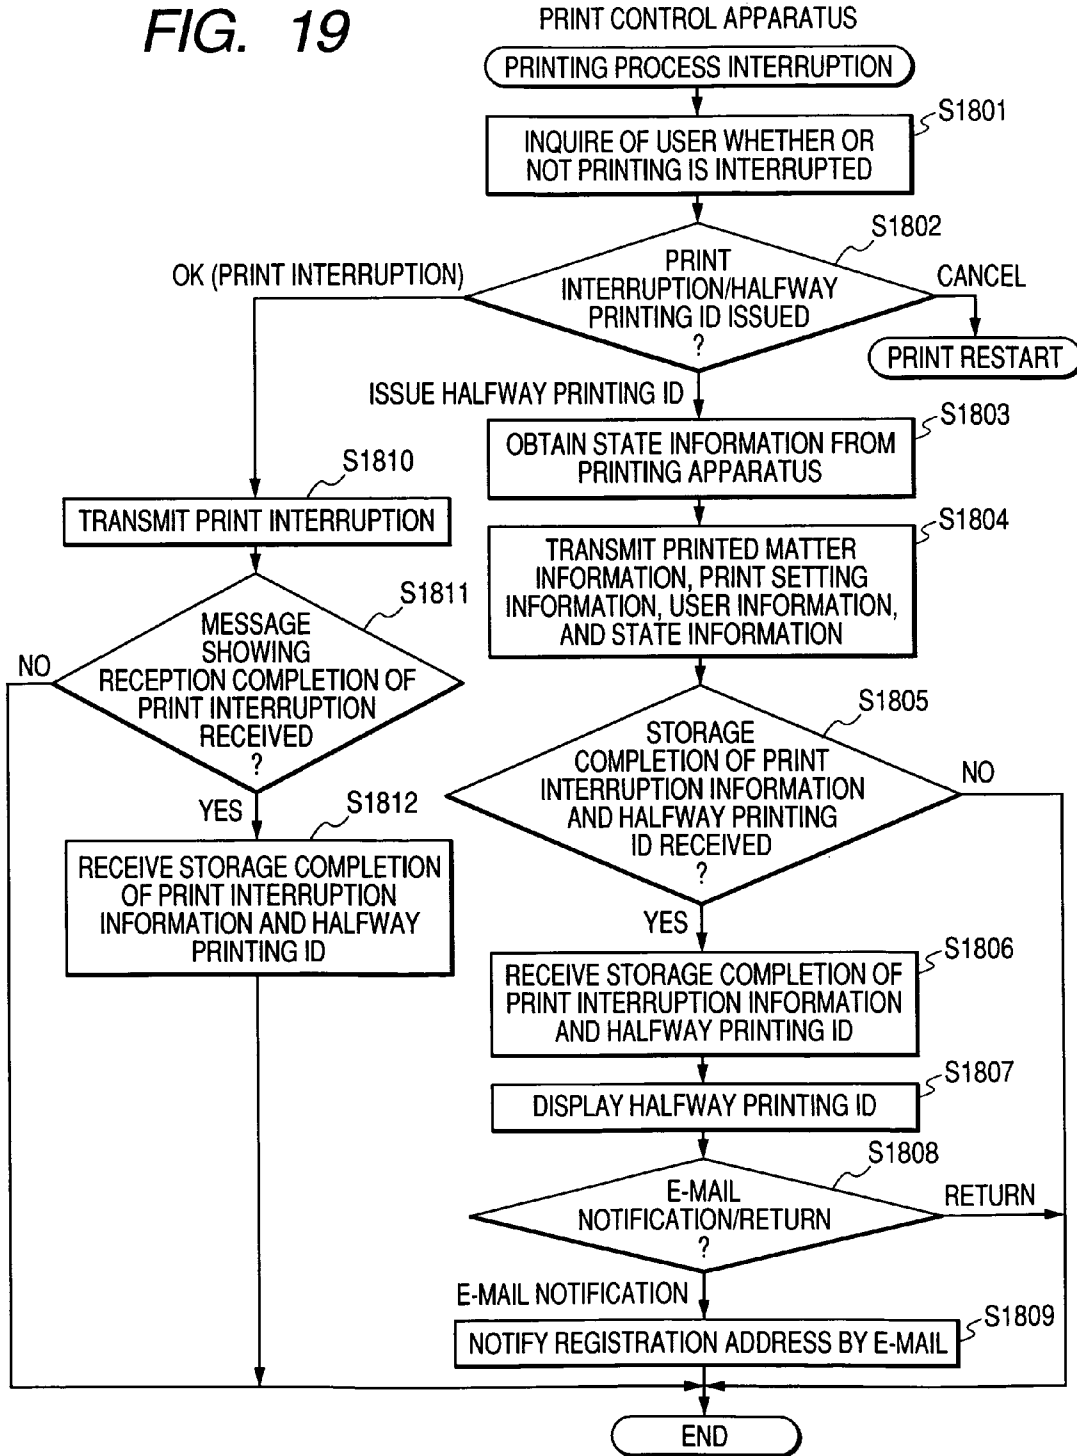 FIG. 19
PRINT CONTROL APPARATUS
PRINTING PROCESS INTERRUPTION
S1801
INQUIRE OF USER WHETHER OR
NOT PRINTING IS INTERRUPTED
S1802
OK (PRINT INTERRUPTION)
PRINT
INTERRUPTION/HALFWAY
PRINTING ID ISSUED
?
CANCEL
PRINT RESTART
ISSUE HALFWAY PRINTING ID
S1803
OBTAIN STATE INFORMATION FROM
PRINTING APPARATUS
S1810
TRANSMIT PRINT INTERRUPTION
S1804
TRANSMIT PRINTED MATTER
INFORMATION, PRINT SETTING
INFORMATION, USER INFORMATION,
AND STATE INFORMATION
S1811
NO
MESSAGE
SHOWING
RECEPTION COMPLETION OF
PRINT INTERRUPTION
RECEIVED
?
YES
S1805
STORAGE
COMPLETION OF PRINT
INTERRUPTION INFORMATION
AND HALFWAY PRINTING
ID RECEIVED
?
NO
YES
S1812
RECEIVE STORAGE COMPLETION
OF PRINT INTERRUPTION
INFORMATION AND HALFWAY
PRINTING ID
S1806
RECEIVE STORAGE COMPLETION OF
PRINT INTERRUPTION INFORMATION
AND HALFWAY PRINTING ID
S1807
DISPLAY HALFWAY PRINTING ID
S1808
E-MAIL
NOTIFICATION/RETURN
?
RETURN
E-MAIL NOTIFICATION
S1809
NOTIFY REGISTRATION ADDRESS BY E-MAIL
END